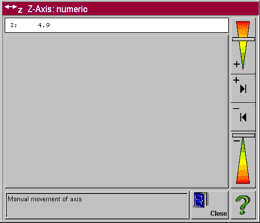 z Z-Axis: numeric
Z: 4.9
+
+
−
−
Manual movement of axis
Close
?